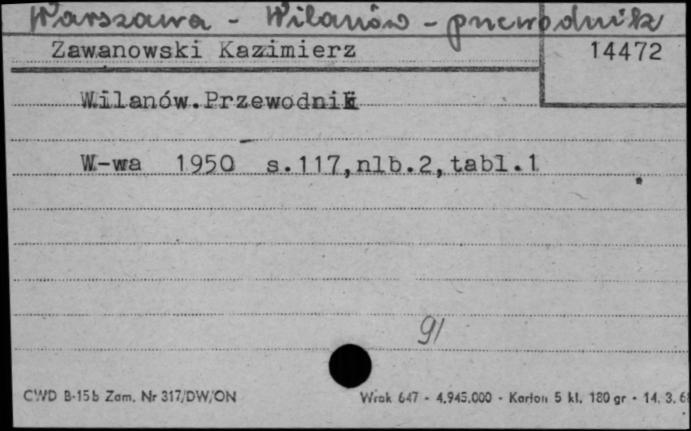 Warszawa - Wilanów - przewodnik
Zawanowski Kazimierz 14472
Wilanów.Przewodnik
W-wa 1950 s.117,nlb.2,tabl.1
91
CWD B-15b Zam. Nr 317/DW/ON Wrak 647 - 4.945.000 - Karton 5 kl. 180 gr - 14. 3. 6